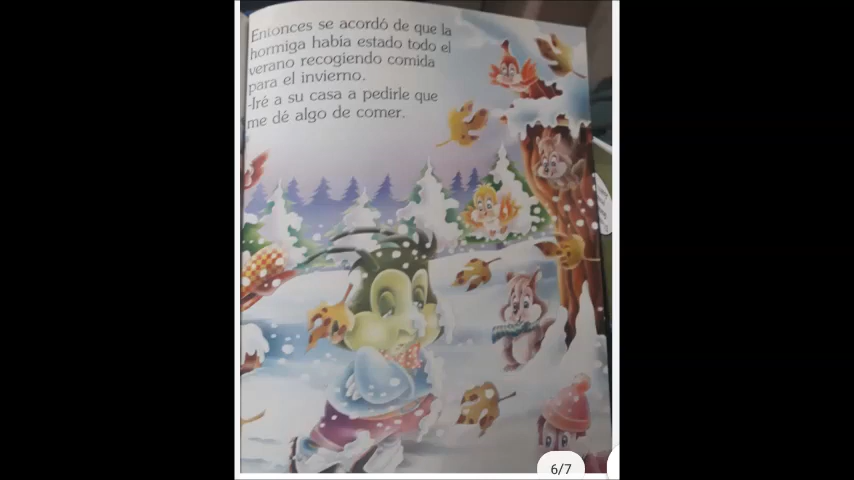 Entonces se acordó de que la
hormiga había estado todo el
verano recogiendo comida
para el invierno.
-Iré a su casa a pedirle que
me dé algo de comer.
6/7